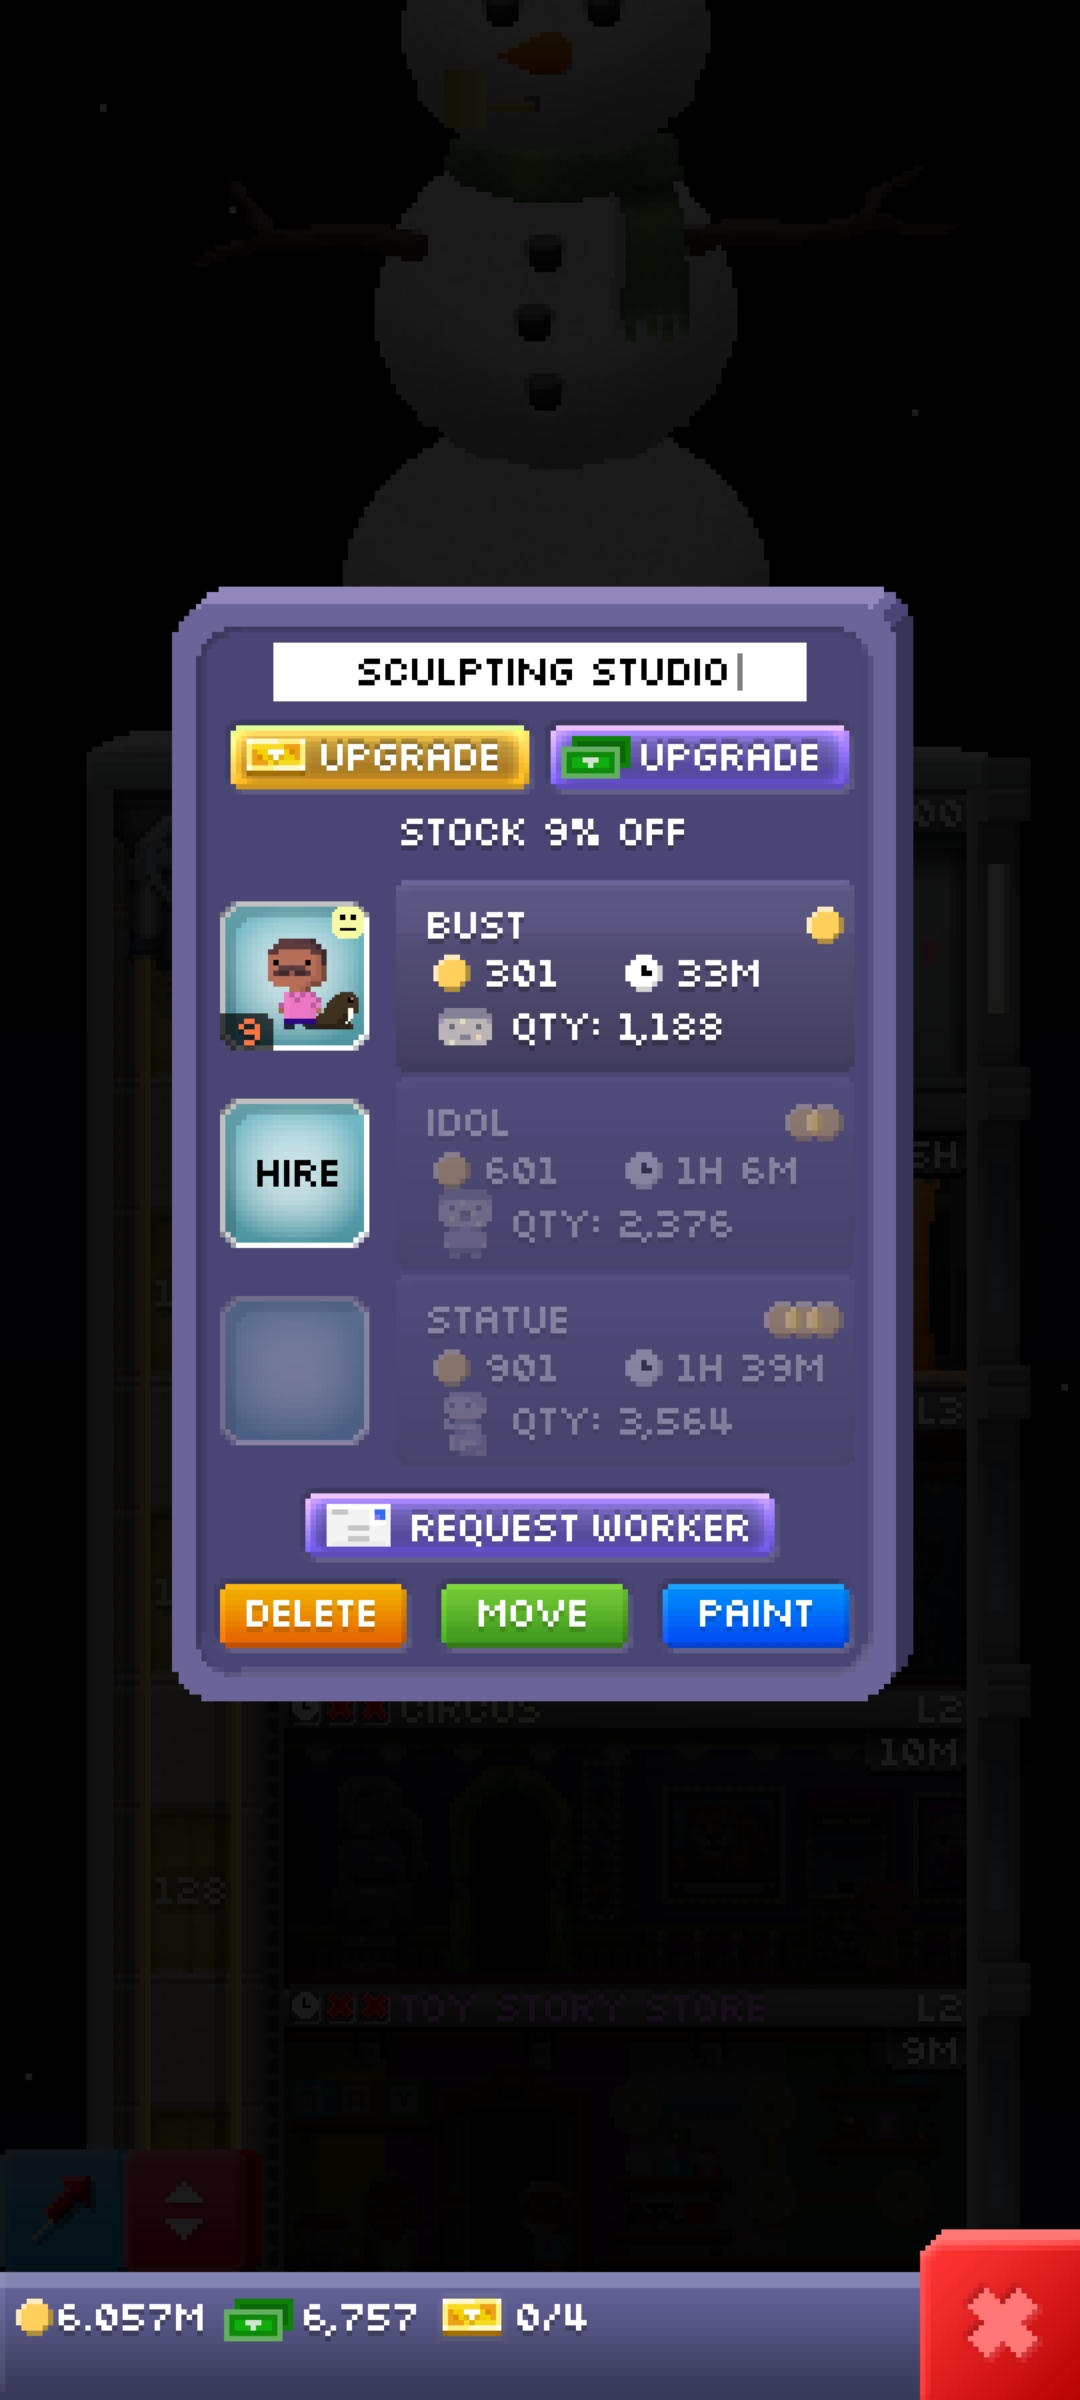 SCULPTING STUDIO
UPGRADE UPGRADE
STOCK 9% OFF
BUST
301 33M
QTY: 1,188
9
HIRE
IDOL
601 1H 6M
QTY: 2,376
STATUE
901 1H 39M
QTY: 3,564
REQUEST WORKER
DELETE MOVE PAINT
CIRCUS L2
10M
128
TOY STORY STORE L2
9M
L3
6.057M 6,757 0/4